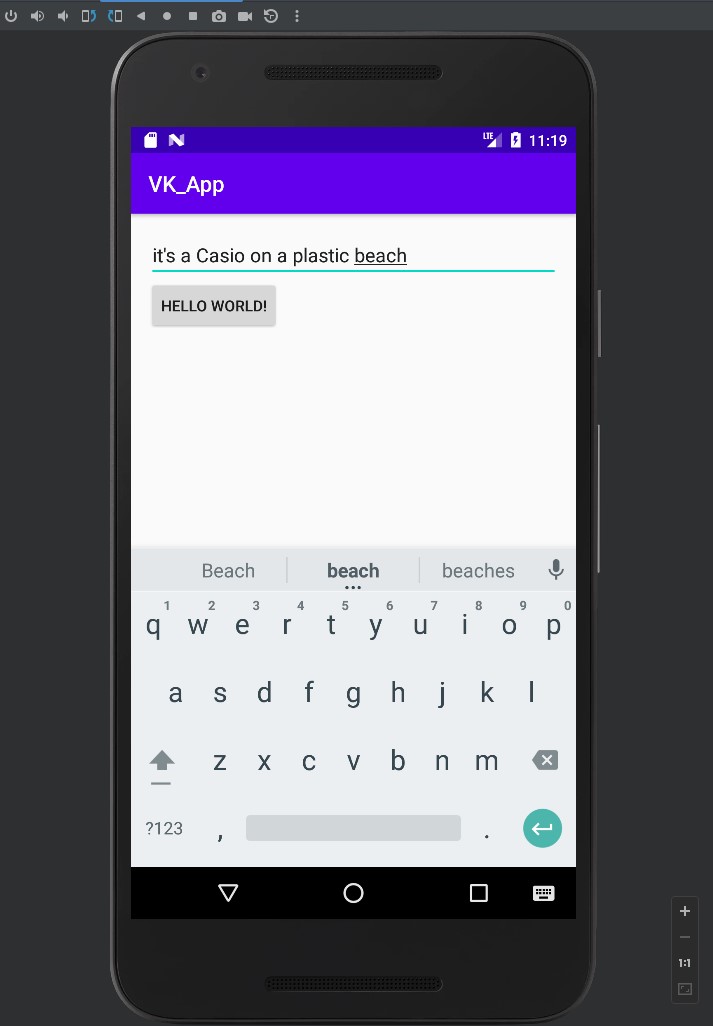 LTE 11:19
VK_App
it's a Casio on a plastic beach
HELLO WORLD!
Beach beach beaches
1 2 3 4 5 6 7 8 9 0
q w e r t y u i o p
a s d f g h j k l
z x c v b n m
?123 , .
1:1